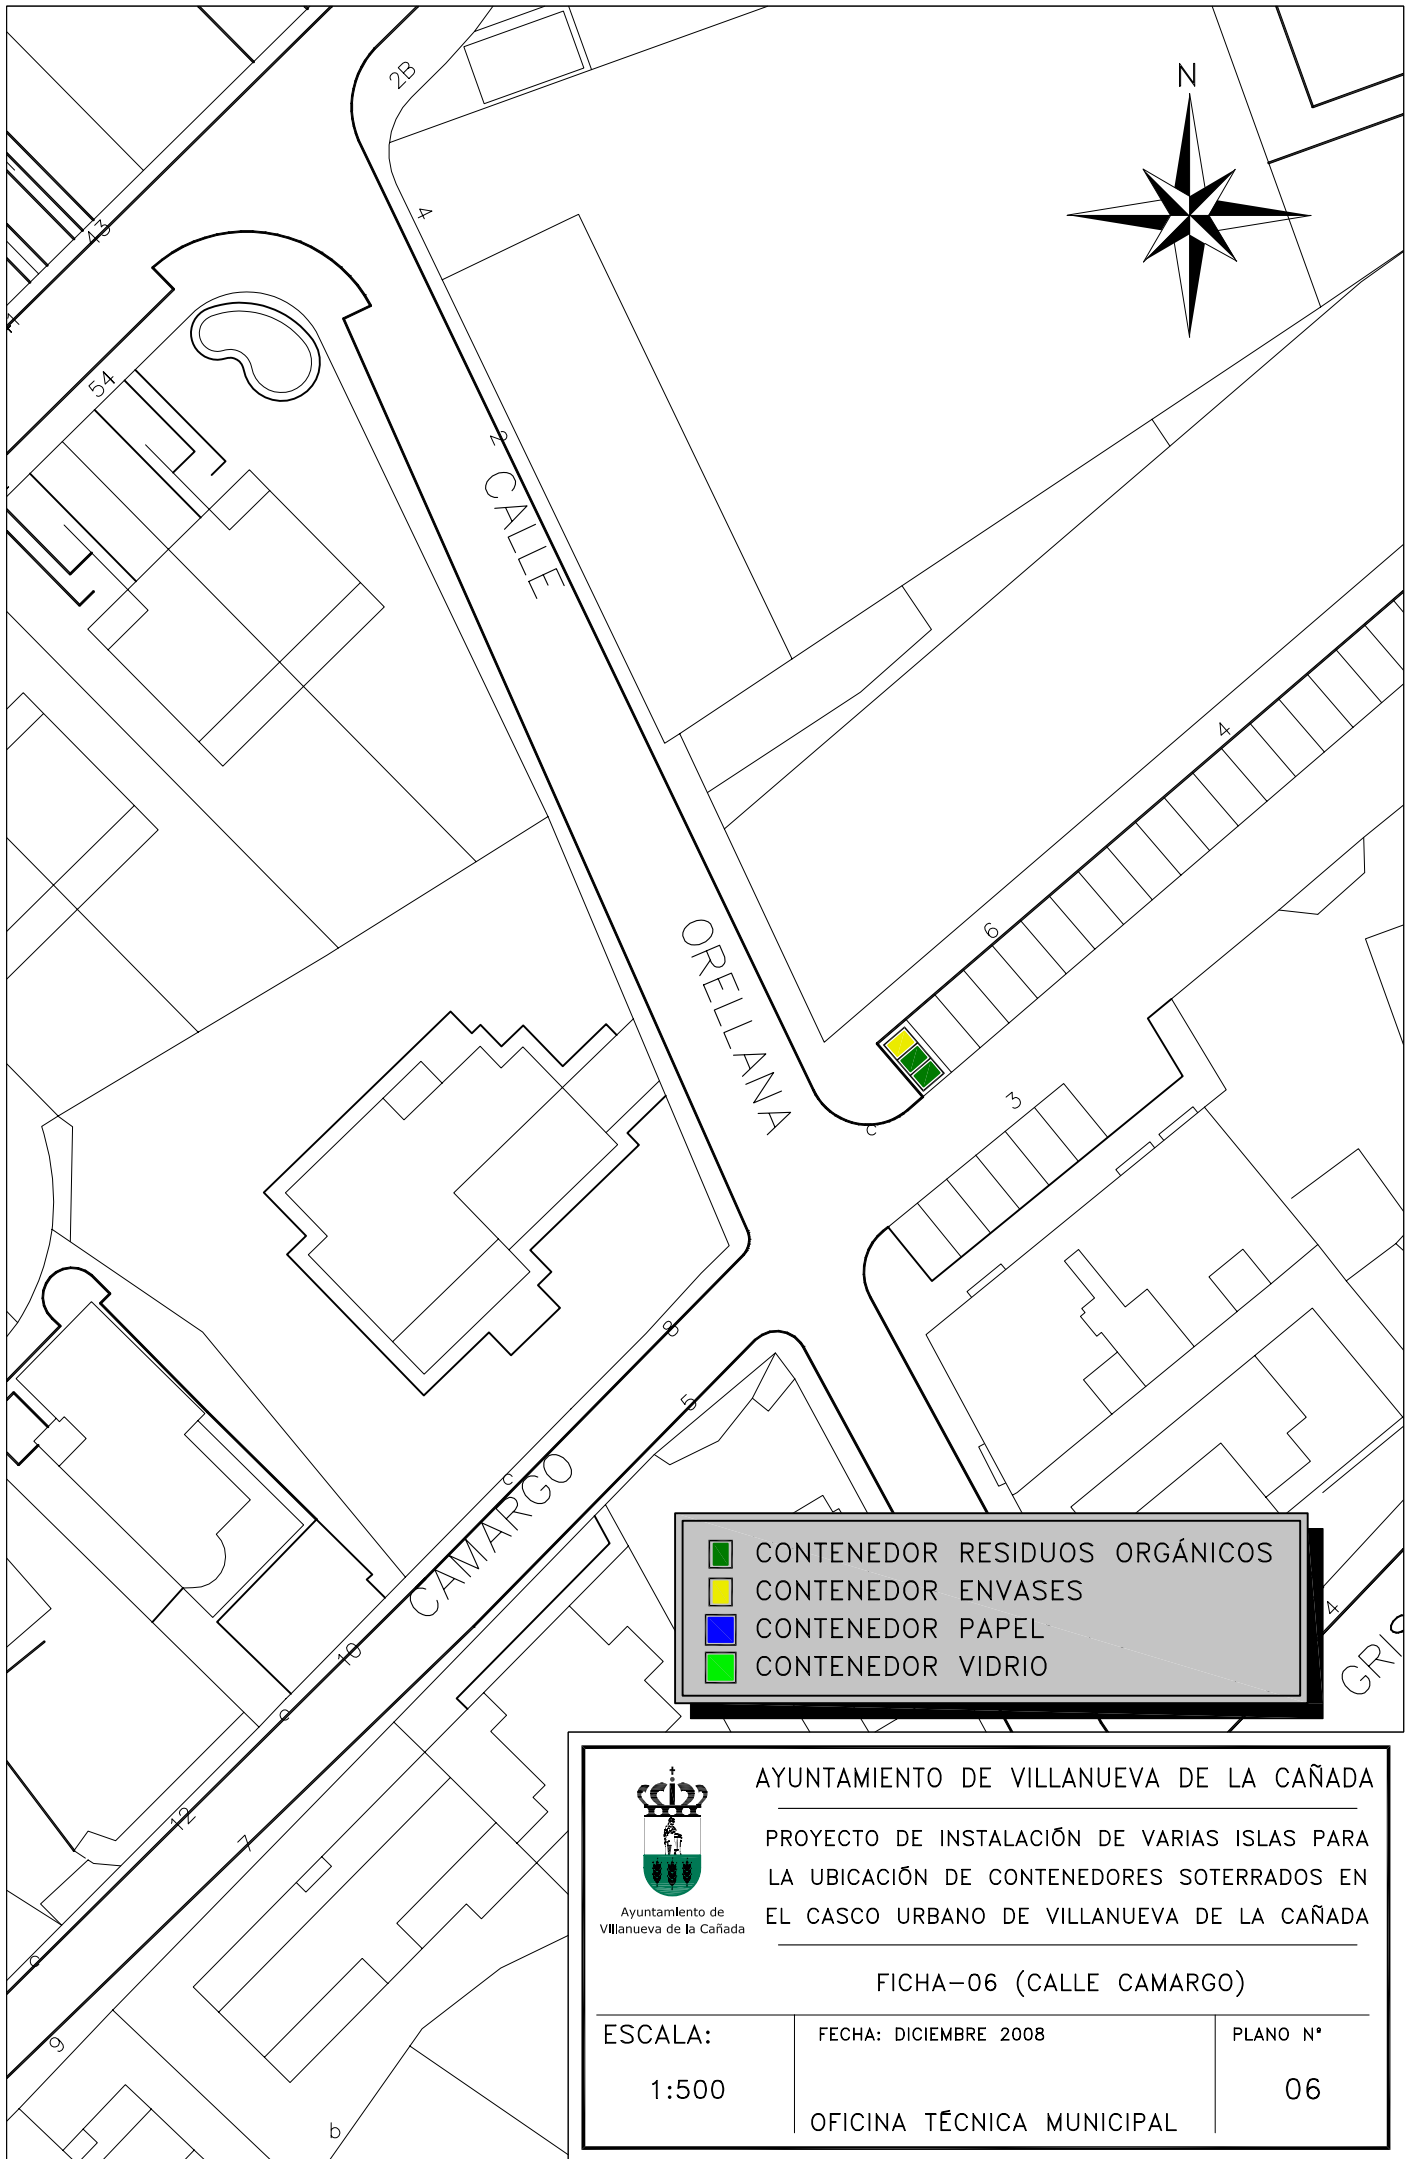 2B
N
4
43
54
2
CALLE
4
6
ORELLANA
3
c
8
5
c
CAMARGO
CONTENEDOR RESIDUOS ORGÁNICOS
CONTENEDOR ENVASES
CONTENEDOR PAPEL
CONTENEDOR VIDRIO
4
10
c
12
7
9
b
AYUNTAMIENTO DE VILLANUEVA DE LA CAÑADA
PROYECTO DE INSTALACIÓN DE VARIAS ISLAS PARA
LA UBICACIÓN DE CONTENEDORES SOTERRADOS EN
EL CASCO URBANO DE VILLANUEVA DE LA CAÑADA
Ayuntamiento de
Villanueva de la Cañada
FICHA-06 (CALLE CAMARGO)
ESCALA:
1:500
FECHA: DICIEMBRE 2008
OFICINA TÉCNICA MUNICIPAL
PLANO Nº
06